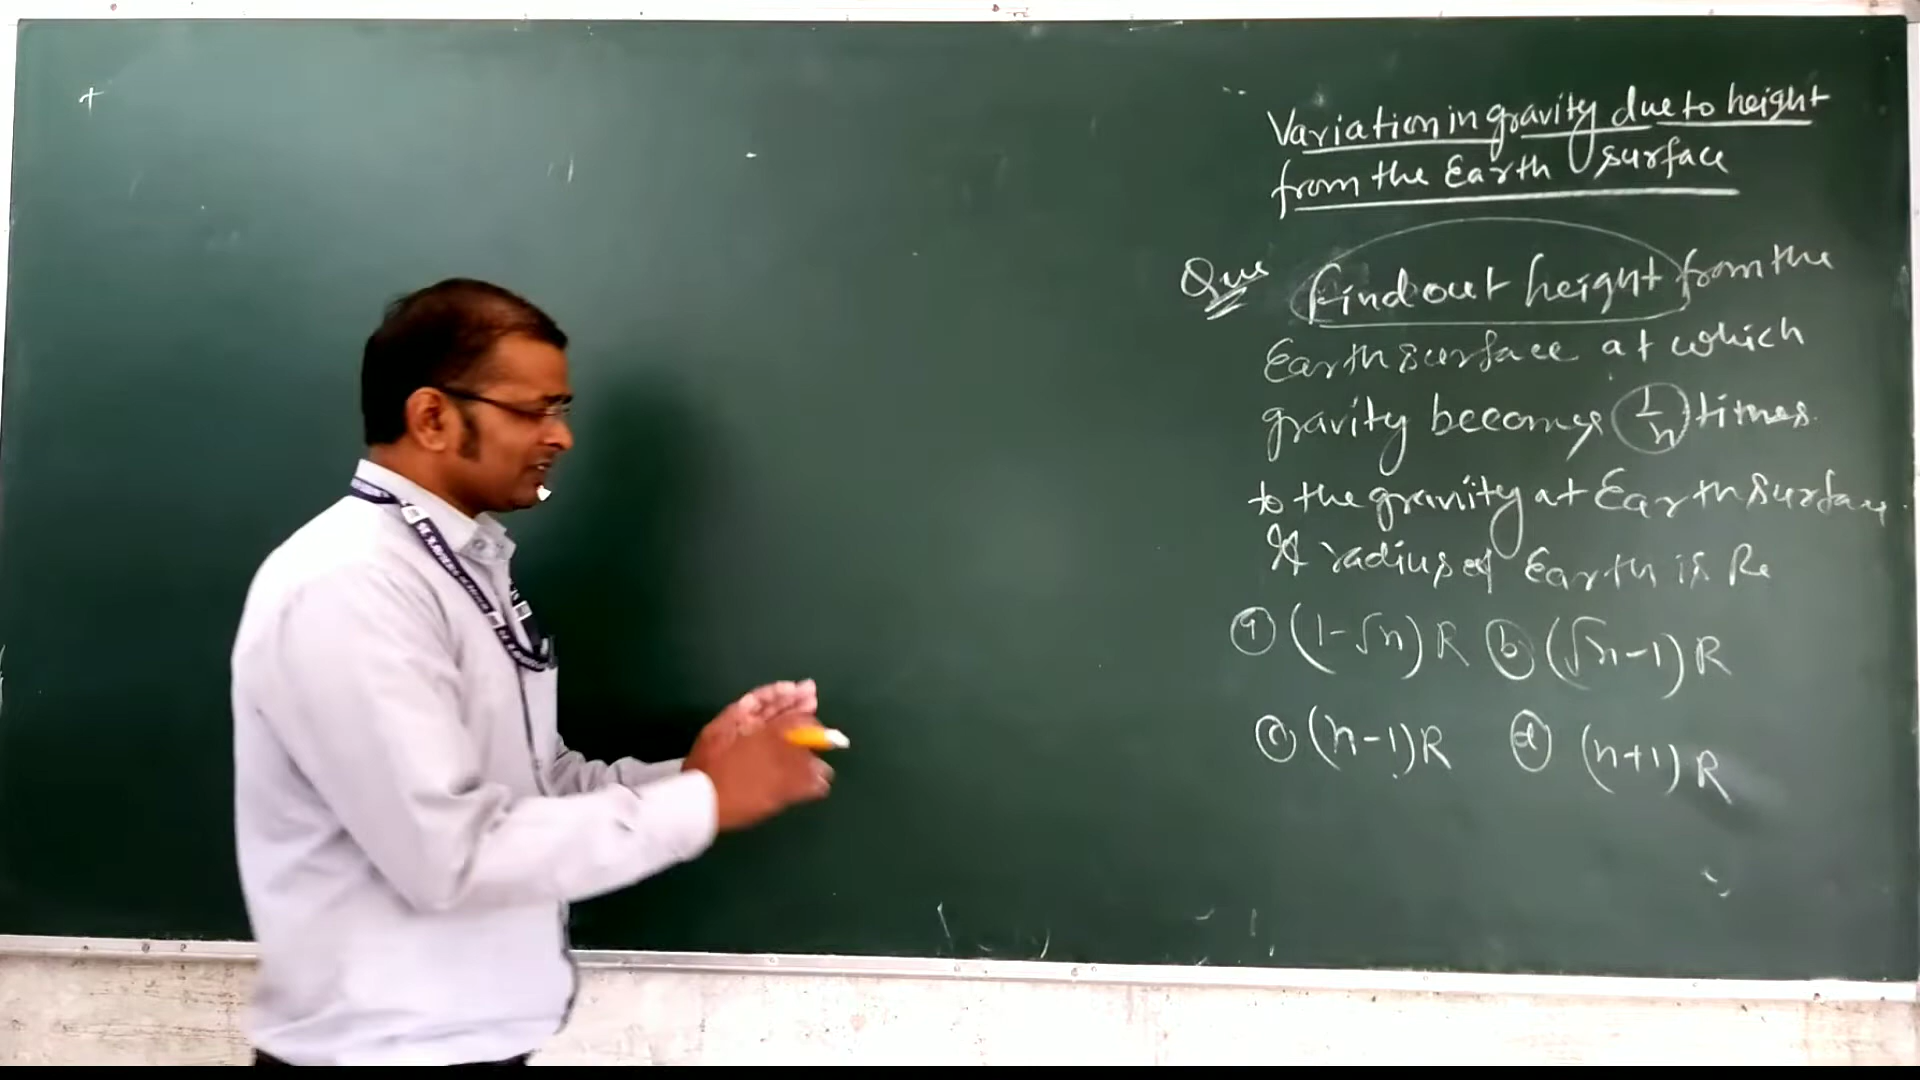 Variation in gravity due to height
from the Earth surface
Que Find out height from the
Earth surface at which
gravity becomes 1/n times
to the gravity at Earth surface.
If radius of Earth is Re
a (1-√n) R b (√n-1) R
c (n-1) R d (n+1) R